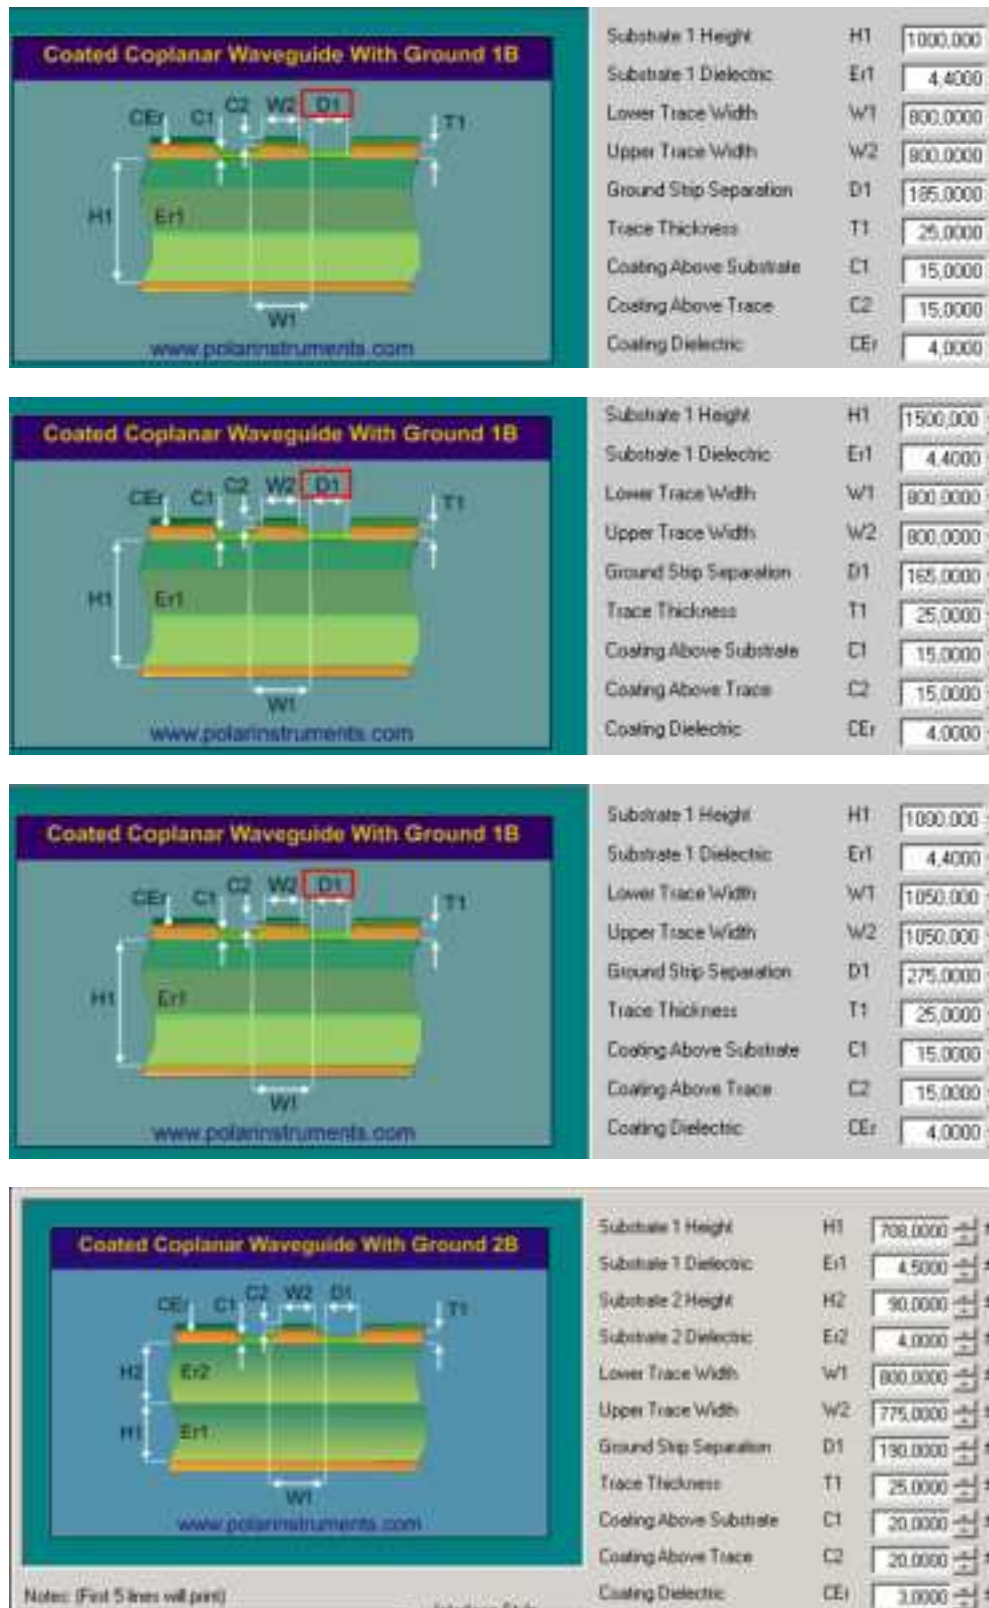 Coated Coplanar Waveguide With Ground 1B
CEr C1 C2 W2 D1 T1
H1 Er1
W1
www.polarinstruments.com
Substrate 1 Height H1 1000,000
Substrate 1 Dielectric Er1 4,4000
Lower Trace Width W1 800,0000
Upper Trace Width W2 800,0000
Ground Strip Separation D1 185,0000
Trace Thickness T1 25,0000
Coating Above Substrate C1 15,0000
Coating Above Trace C2 15,0000
Coating Dielectric CEr 4,0000
Coated Coplanar Waveguide With Ground 1B
CEr C1 C2 W2 D1 T1
H1 Er1
W1
www.polarinstruments.com
Substrate 1 Height H1 1500,000
Substrate 1 Dielectric Er1 4,4000
Lower Trace Width W1 800,0000
Upper Trace Width W2 800,0000
Ground Strip Separation D1 165,0000
Trace Thickness T1 25,0000
Coating Above Substrate C1 15,0000
Coating Above Trace C2 15,0000
Coating Dielectric CEr 4,0000
Coated Coplanar Waveguide With Ground 1B
CEr C1 C2 W2 D1 T1
H1 Er1
W1
www.polarinstruments.com
Substrate 1 Height H1 1000,000
Substrate 1 Dielectric Er1 4,4000
Lower Trace Width W1 1050,000
Upper Trace Width W2 1050,000
Ground Strip Separation D1 275,0000
Trace Thickness T1 25,0000
Coating Above Substrate C1 15,0000
Coating Above Trace C2 15,0000
Coating Dielectric CEr 4,0000
Coated Coplanar Waveguide With Ground 2B
CEr C1 C2 W2 D1 T1
H2 Er2
H1 Er1
W1
www.polarinstruments.com
Notes: (First 5 lines will print)
Substrate 1 Height H1 708,0000
Substrate 1 Dielectric Er1 4,5000
Substrate 2 Height H2 90,0000
Substrate 2 Dielectric Er2 4,0000
Lower Trace Width W1 800,0000
Upper Trace Width W2 775,0000
Ground Strip Separation D1 190,0000
Trace Thickness T1 25,0000
Coating Above Substrate C1 20,0000
Coating Above Trace C2 20,0000
Coating Dielectric CEr 3,0000